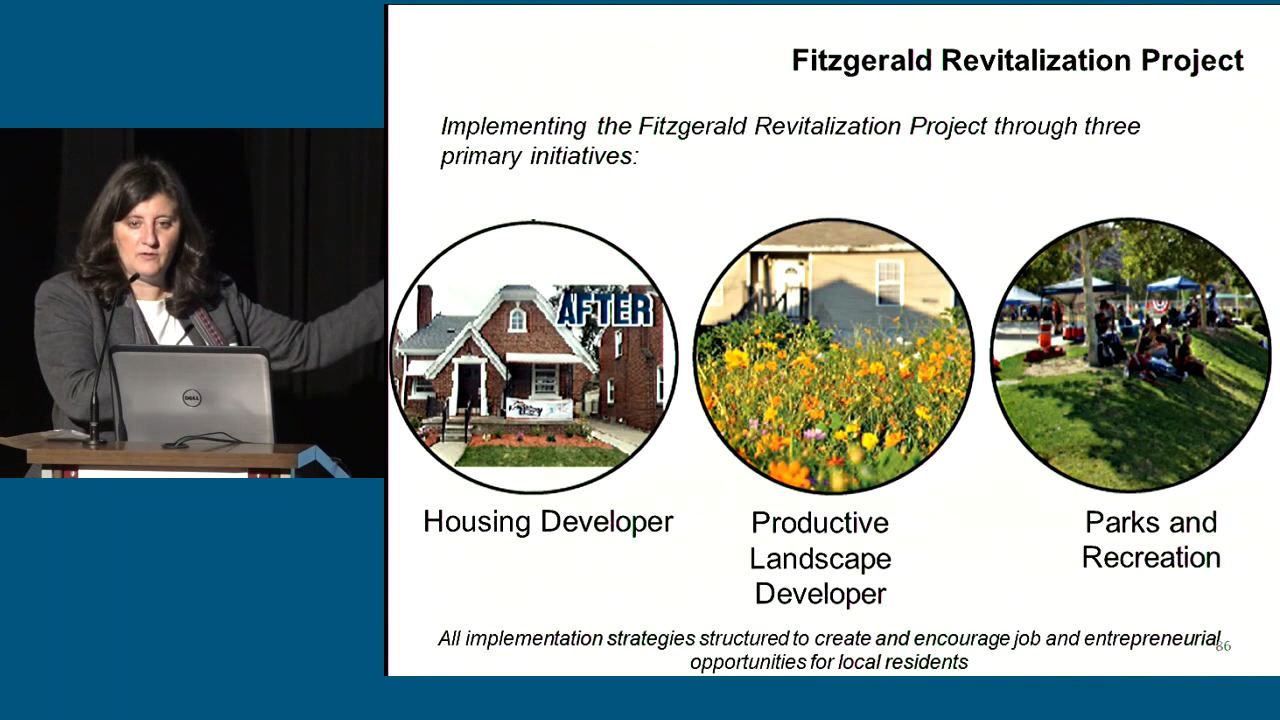 Fitzgerald Revitalization Project
Implementing the Fitzgerald Revitalization Project through three
primary initiatives:
AFTER
DELL
Housing Developer
Productive
Landscape
Developer
Parks and
Recreation
All implementation strategies structured to create and encourage job and entrepreneurial
opportunities for local residents
86